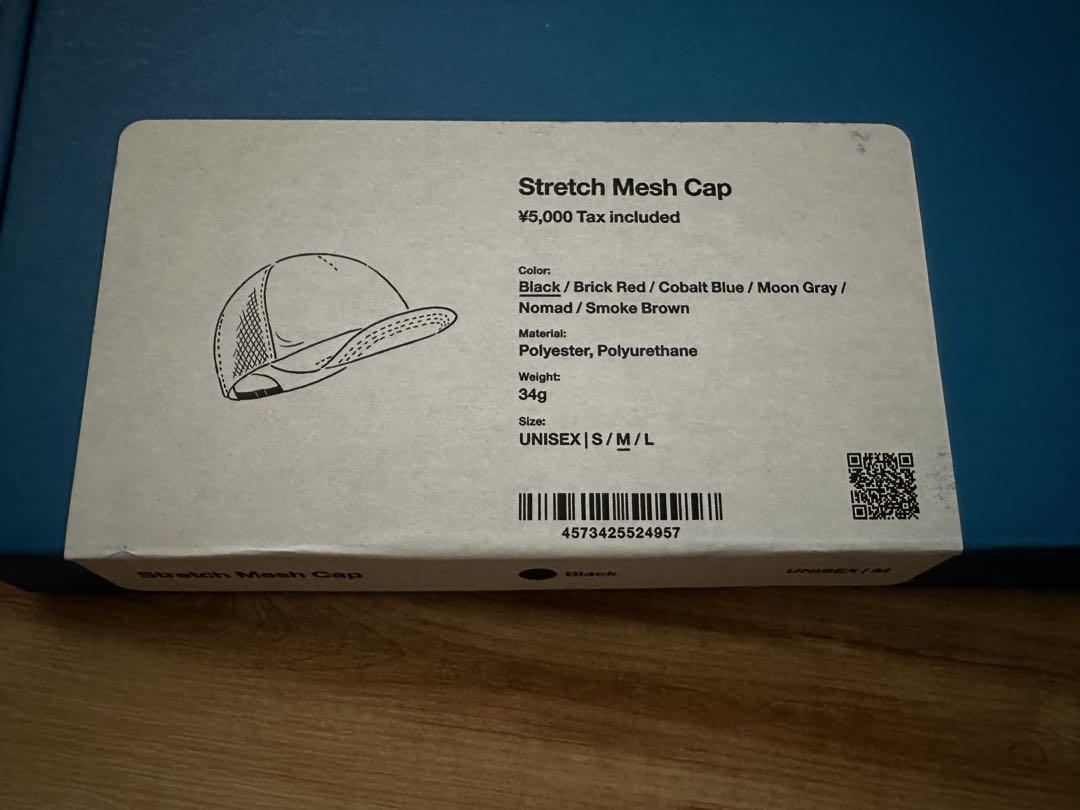 Stretch Mesh Cap
¥5,000 Tax included
Color:
Black / Brick Red / Cobalt Blue / Moon Gray /
Nomad / Smoke Brown
Material:
Polyester, Polyurethane
Weight:
34g
Size:
UNISEX | S / M / L
4573425524957
Stretch Mesh Cap
Black
UNISEX | M